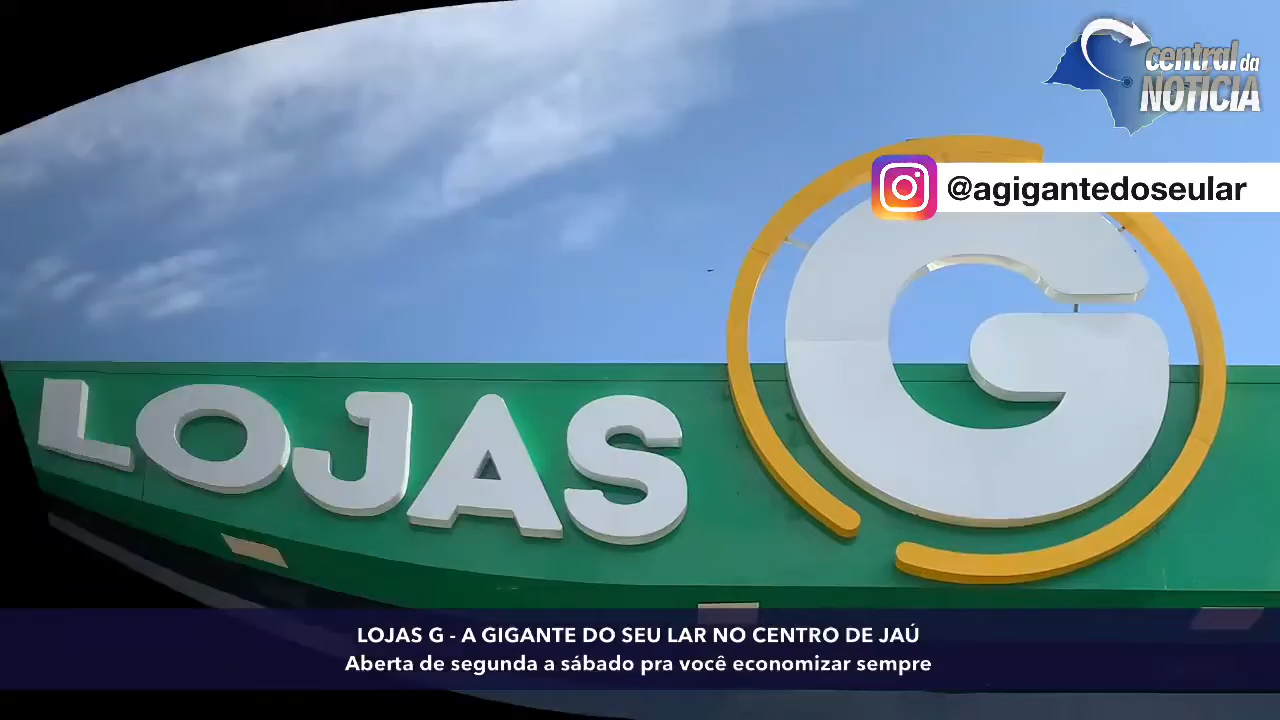 central da
NOTÍCIA
@agigantedoseular
LOJAS G
LOJAS G - A GIGANTE DO SEU LAR NO CENTRO DE JAÚ
Aberta de segunda a sábado pra você economizar sempre